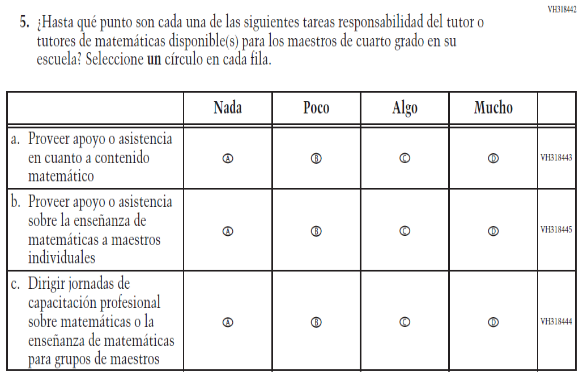 VH318442
5. ¿Hasta qué punto son cada una de las siguientes tareas responsabilidad del tutor o
tutores de matemáticas disponible(s) para los maestros de cuarto grado en su
escuela? Seleccione un círculo en cada fila.
Nada Poco Algo Mucho
a. Proveer apoyo o asistencia
en cuanto a contenido
matemático
A B C D VH318443
b. Proveer apoyo o asistencia
sobre la enseñanza de
matemáticas a maestros
individuales
A B C D VH318445
c. Dirigir jornadas de
capacitación profesional
sobre matemáticas o la
enseñanza de matemáticas
para grupos de maestros
A B C D VH318444